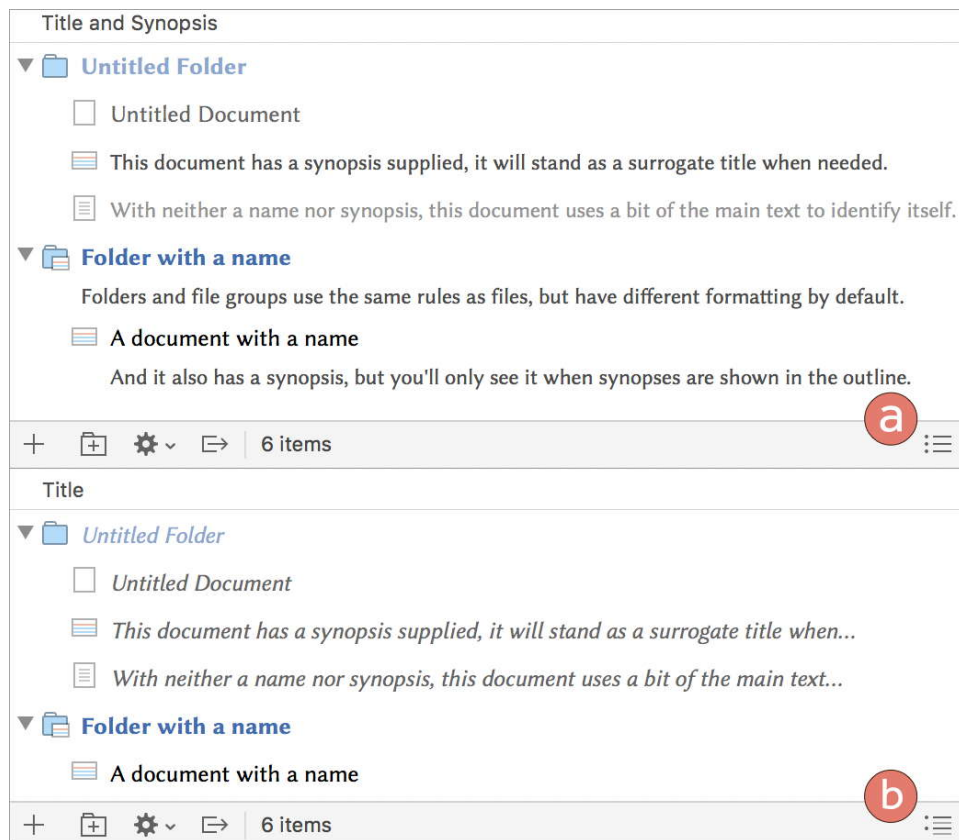 Title and Synopsis
Untitled Folder
Untitled Document
This document has a synopsis supplied, it will stand as a surrogate title when needed.
With neither a name nor synopsis, this document uses a bit of the main text to identify itself.
Folder with a name
Folders and file groups use the same rules as files, but have different formatting by default.
A document with a name
And it also has a synopsis, but you'll only see it when synopses are shown in the outline.
a
6 items
Title
Untitled Folder
Untitled Document
This document has a synopsis supplied, it will stand as a surrogate title when...
With neither a name nor synopsis, this document uses a bit of the main text...
Folder with a name
A document with a name
b
6 items